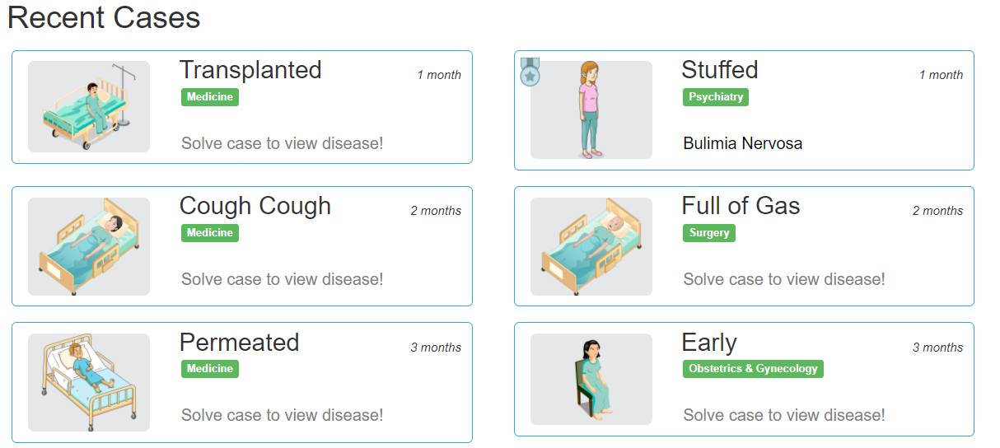 Recent Cases
Transplanted
1 month
Medicine
Solve case to view disease!
Stuffed
1 month
Psychiatry
Bulimia Nervosa
Cough Cough
2 months
Medicine
Solve case to view disease!
Full of Gas
2 months
Surgery
Solve case to view disease!
Permeated
3 months
Medicine
Solve case to view disease!
Early
3 months
Obstetrics & Gynecology
Solve case to view disease!